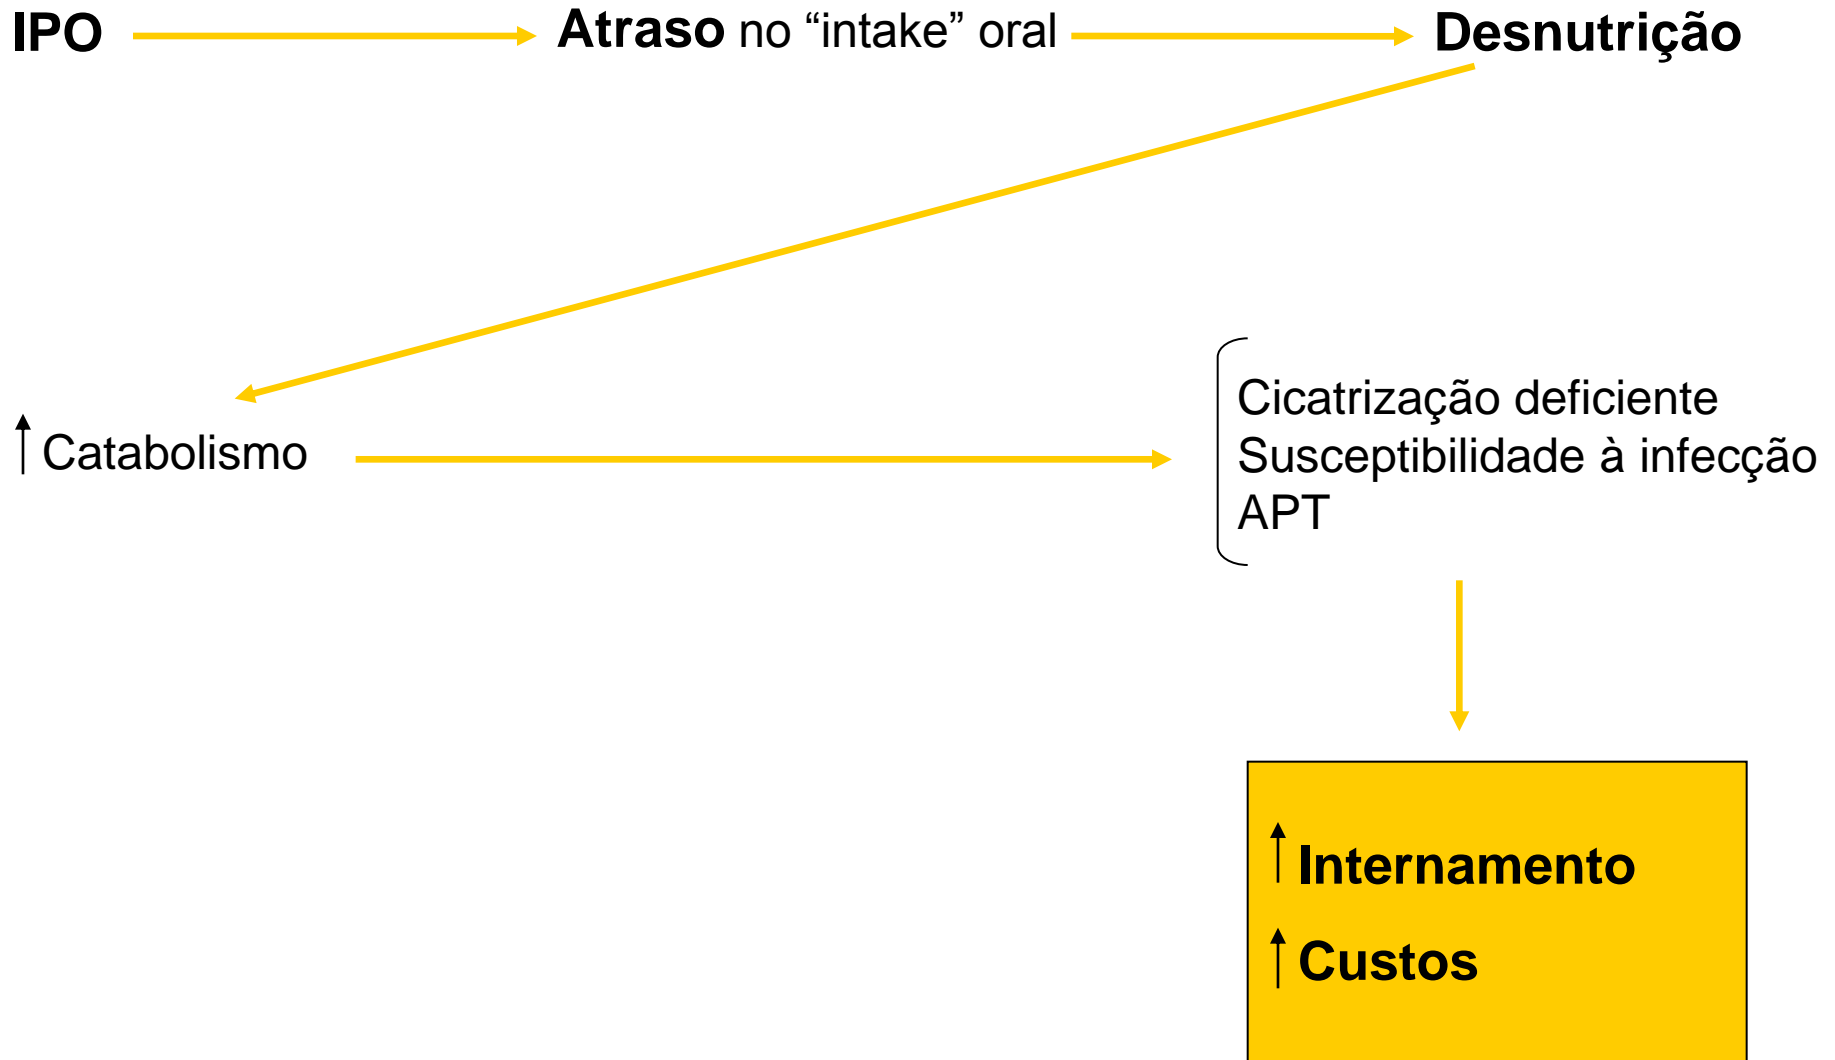 IPO
Atraso no “intake” oral
Desnutrição
Catabolismo
Cicatrização deficiente
Susceptibilidade à infecção
APT
Internamento
Custos